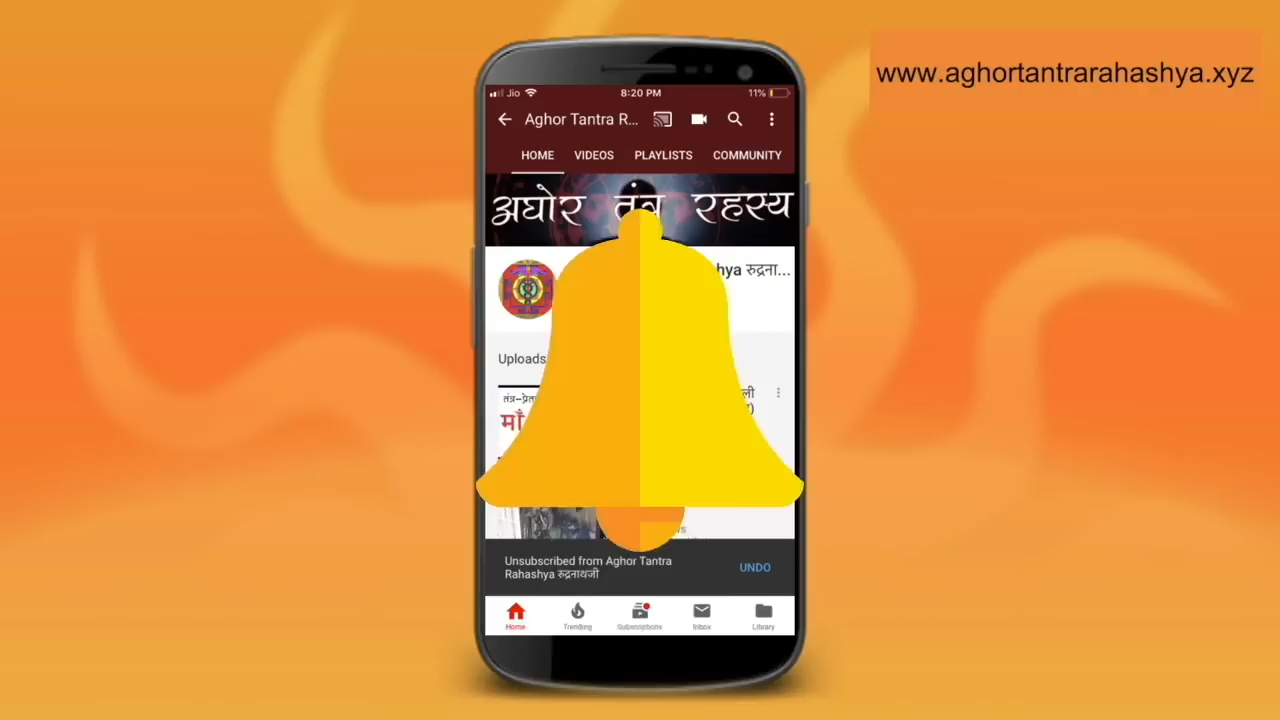 www.aghortantrarahashya.xyz
Jio
8:20 PM
11%
Aghor Tantra R...
HOME VIDEOS PLAYLISTS COMMUNITY
अघोर तंत्र रहस्य
hya रुद्रना...
Uploads
माँ
Unsubscribed from Aghor Tantra
Rahashya रुद्रनाथजी
UNDO
Home Trending Subscriptions Inbox Library